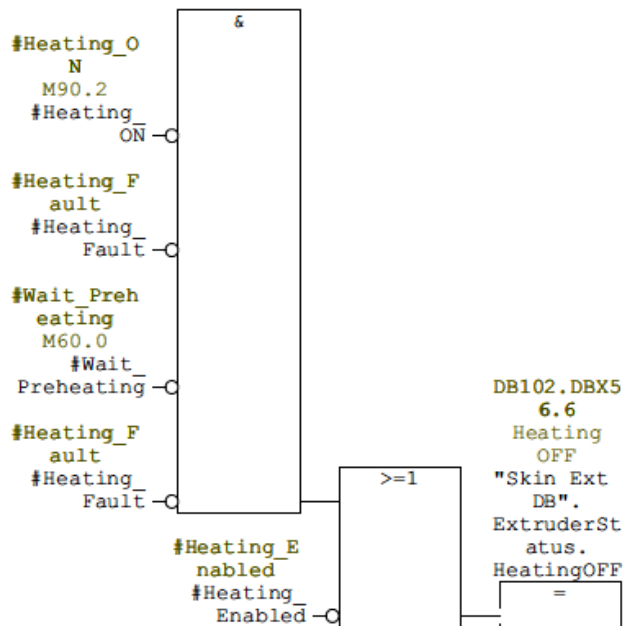 &
#Heating_O
N
M90.2
#Heating_
ON
#Heating_F
ault
#Heating_
Fault
#Wait_Preh
eating
M60.0
#Wait_
Preheating
#Heating_F
ault
#Heating_
Fault
>=1
#Heating_E
nabled
#Heating_
Enabled
DB102.DBX5
6.6
Heating
OFF
"Skin Ext
DB".
ExtruderSt
atus.
HeatingOFF
=